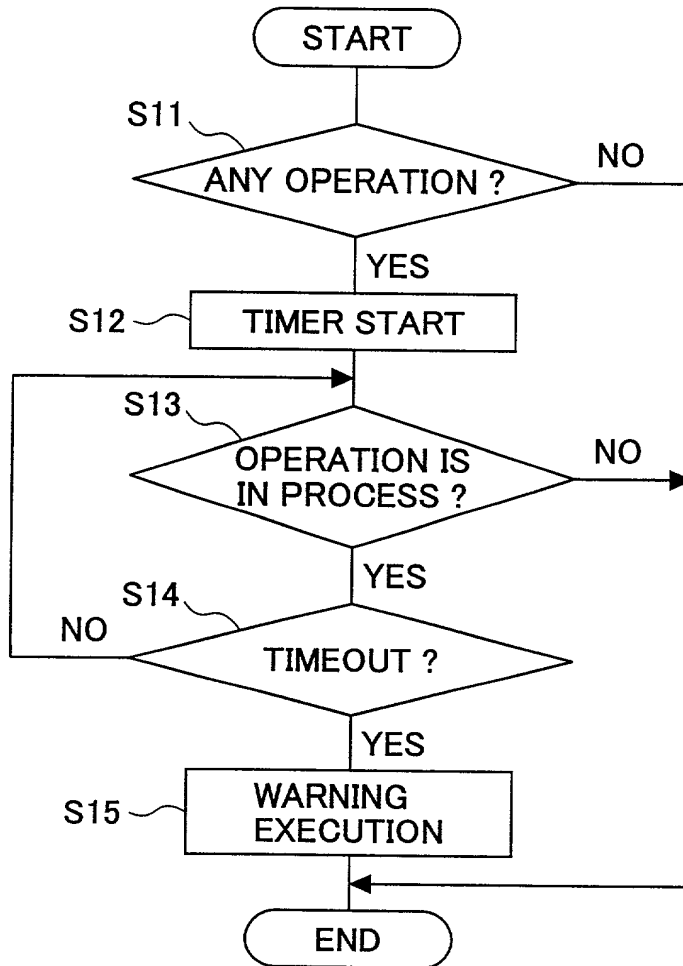 START
S11
ANY OPERATION ?
NO
YES
S12
TIMER START
S13
OPERATION IS
IN PROCESS ?
NO
YES
S14
NO
TIMEOUT ?
YES
S15
WARNING
EXECUTION
END